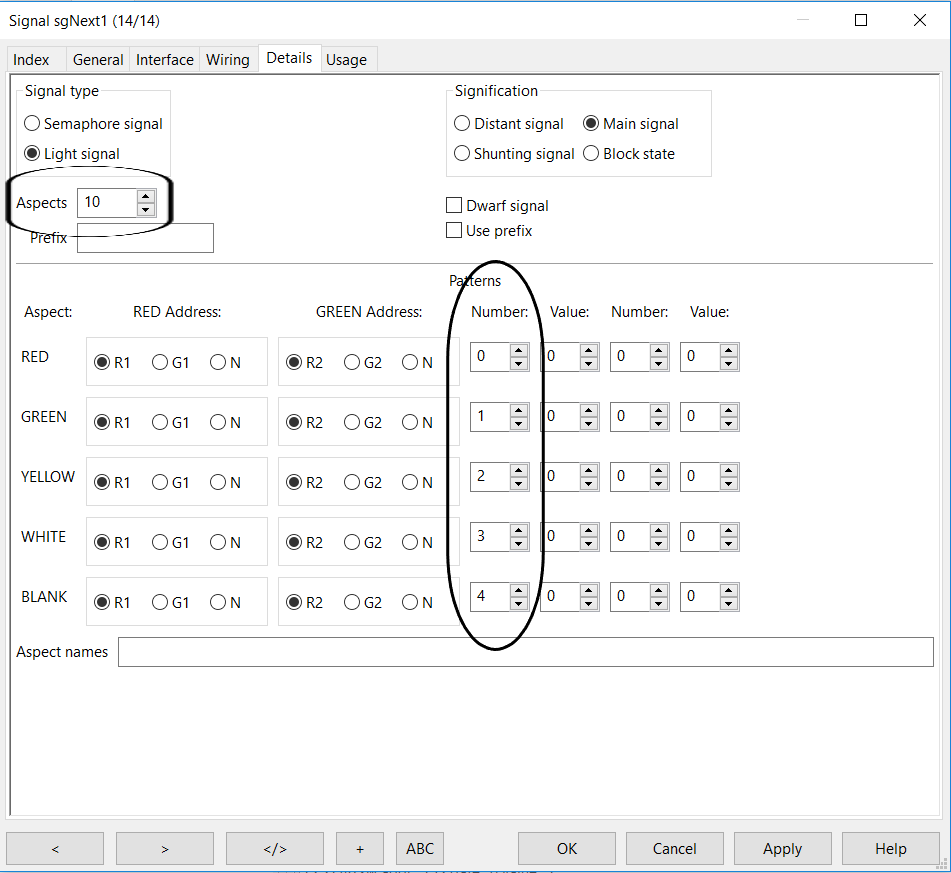 Signal sgNext1 (14/14)
Index General Interface Wiring Details Usage
Signal type Signification
Semaphore signal Distant signal Main signal
Light signal Shunting signal Block state
Aspects 10 Dwarf signal
Prefix Use prefix
Patterns
Aspect: RED Address: GREEN Address: Number: Value: Number: Value:
RED R1 G1 N R2 G2 N 0 0 0 0
GREEN R1 G1 N R2 G2 N 1 0 0 0
YELLOW R1 G1 N R2 G2 N 2 0 0 0
WHITE R1 G1 N R2 G2 N 3 0 0 0
BLANK R1 G1 N R2 G2 N 4 0 0 0
Aspect names
< > </> + ABC OK Cancel Apply Help